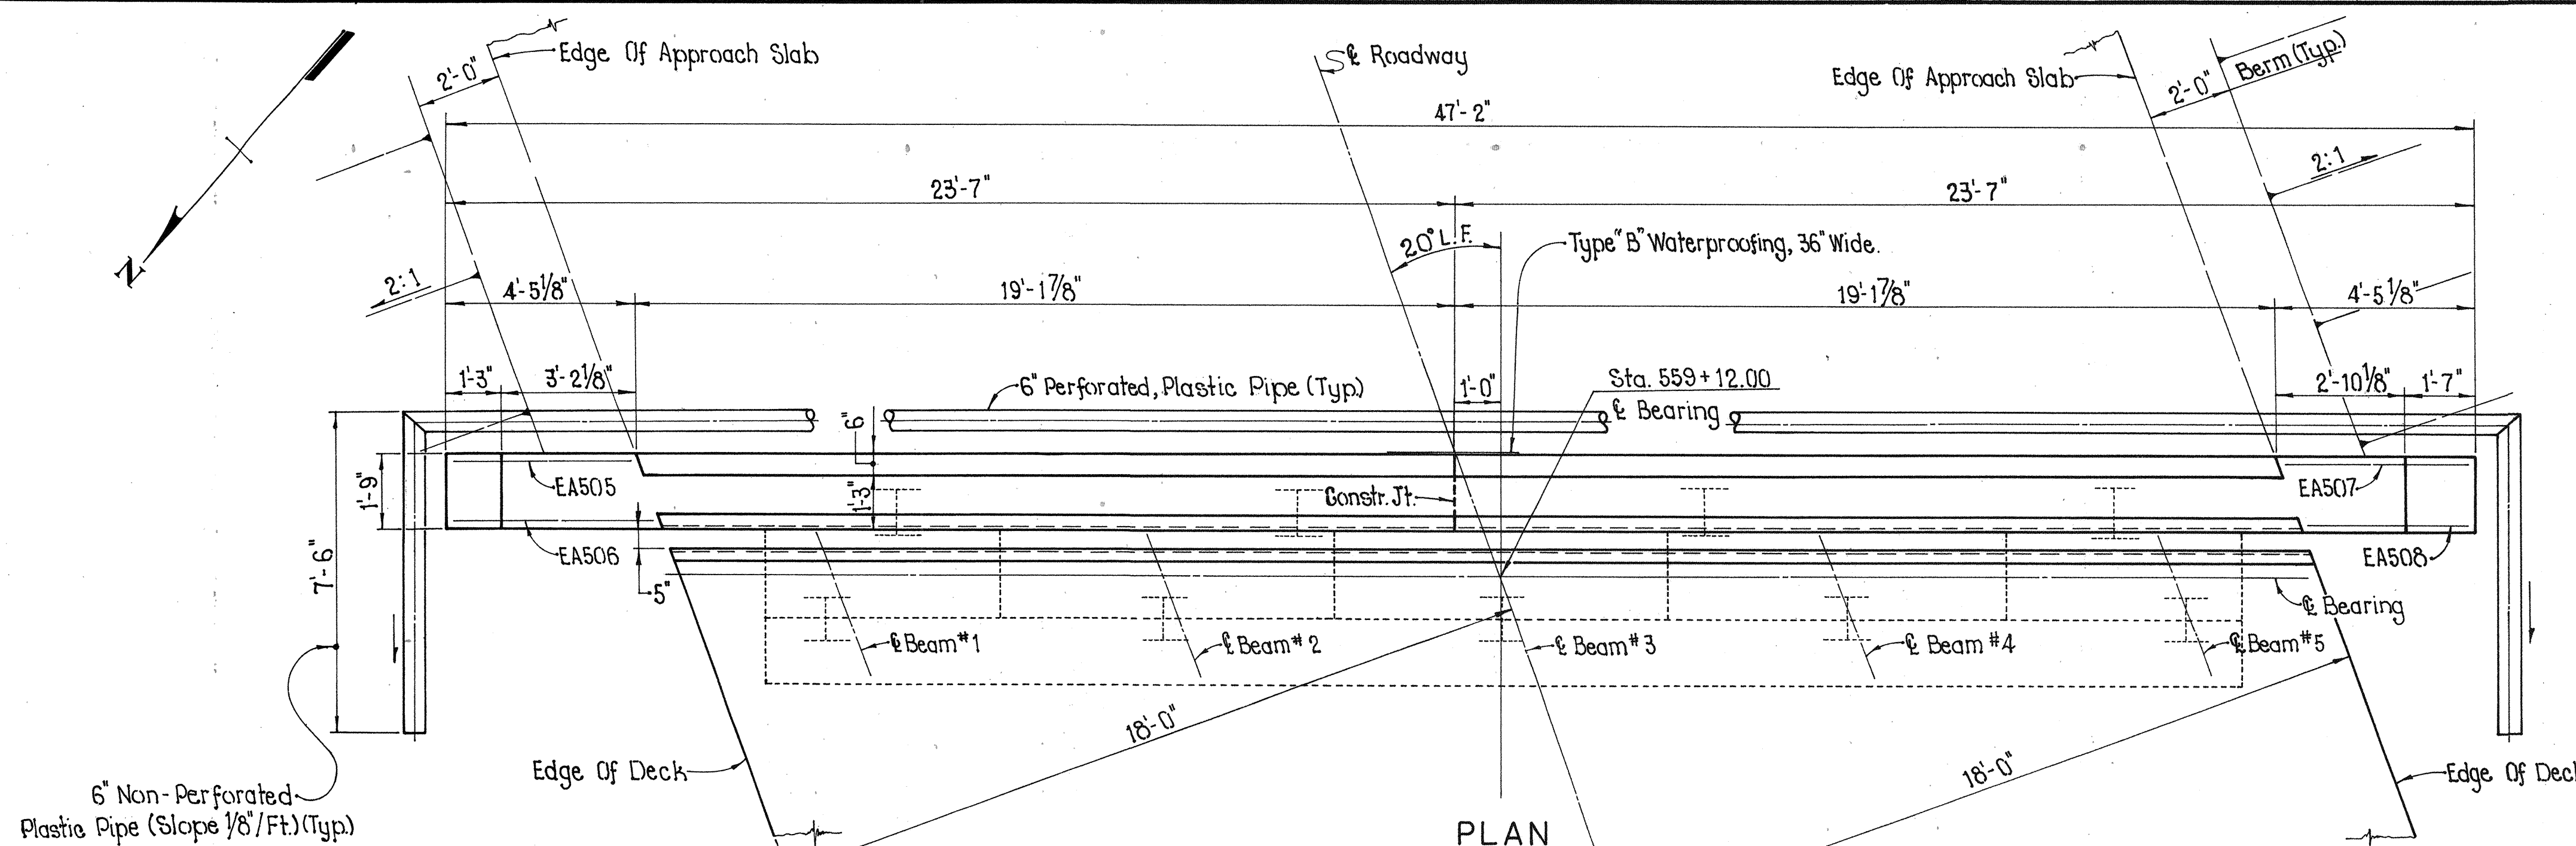 Edge Of Approach Slab
2'-0"
℄ Roadway
Edge Of Approach Slab
2'-0"
Berm (Typ.)
47'-2"
N
23'-7"
23'-7"
2:1
20° L.F.
Type "B" Waterproofing, 36" Wide.
2:1
4'-5 1/8"
19'-1 7/8"
19'-1 7/8"
4'-5 1/8"
1'-3"
3'-2 1/8"
6" Perforated, Plastic Pipe (Typ.)
1'-0"
Sta. 559+12.00
℄ Bearing
2'-10 1/8"
1'-7"
6"
1'-9"
EA505
1'-3"
Constr. Jt.
EA507
7'-6"
EA506
EA508
5"
℄ Bearing
℄ Beam #1
℄ Beam #2
℄ Beam #3
℄ Beam #4
℄ Beam #5
18'-0"
18'-0"
Edge Of Deck
Edge Of Dec
6" Non-Perforated
Plastic Pipe (Slope 1/8"/Ft.) (Typ.)
PLAN